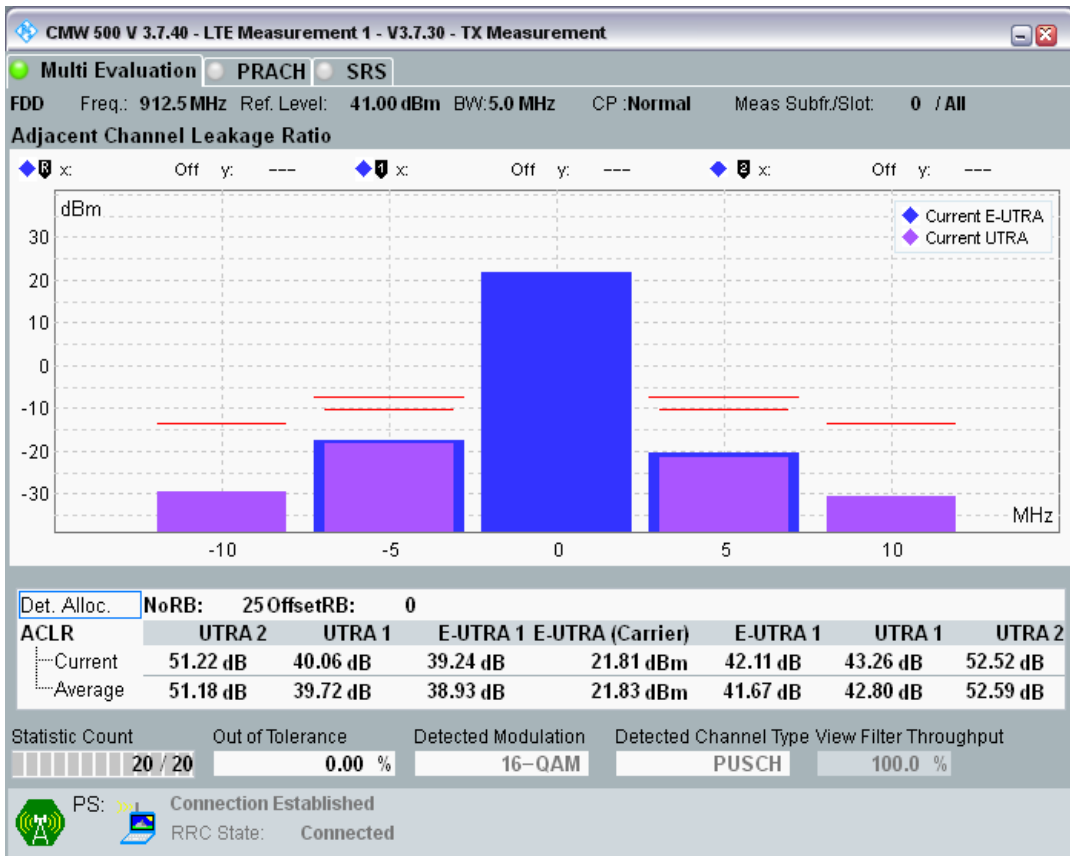 CMW 500 V 3.7.40 - LTE Measurement 1 - V3.7.30 - TX Measurement
Multi Evaluation PRACH SRS
FDD Freq.: 912.5 MHz Ref. Level: 41.00 dBm BW: 5.0 MHz CP : Normal Meas Subfr./Slot: 0 / All
Adjacent Channel Leakage Ratio
R x: Off y: --- 1 x: Off y: --- 2 x: Off y: ---
dBm
Current E-UTRA
Current UTRA
30
20
10
0
-10
-20
-30
MHz
-10 -5 0 5 10
Det. Alloc. NoRB: 25 OffsetRB: 0
ACLR UTRA 2 UTRA 1 E-UTRA 1 E-UTRA (Carrier) E-UTRA 1 UTRA 1 UTRA 2
Current 51.22 dB 40.06 dB 39.24 dB 21.81 dBm 42.11 dB 43.26 dB 52.52 dB
Average 51.18 dB 39.72 dB 38.93 dB 21.83 dBm 41.67 dB 42.80 dB 52.59 dB
Statistic Count Out of Tolerance Detected Modulation Detected Channel Type View Filter Throughput
20 / 20 0.00 % 16-QAM PUSCH 100.0 %
PS: Connection Established
RRC State: Connected